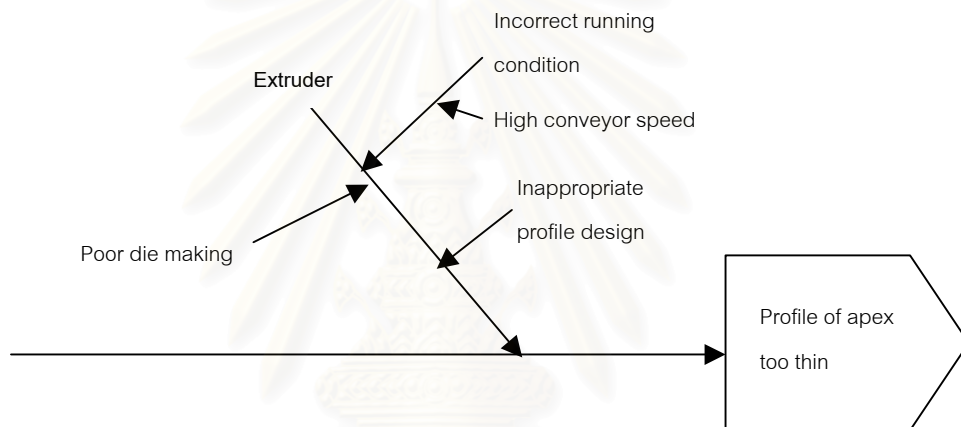 Incorrect running
condition
Extruder
High conveyor speed
Inappropriate
profile design
Poor die making
Profile of apex
too thin